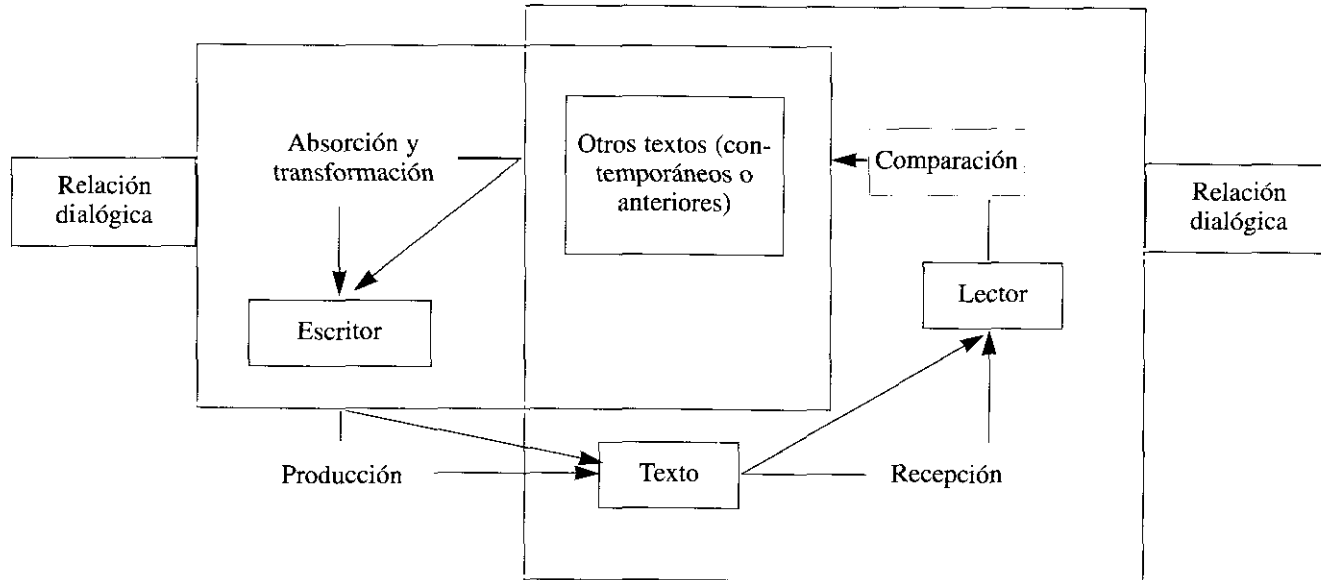 Relación
dialógica
Absorción y
transformación
Otros textos (con-
temporáneos o
anteriores)
Comparación
Relación
dialógica
Escritor
Lector
Producción
Texto
Recepción